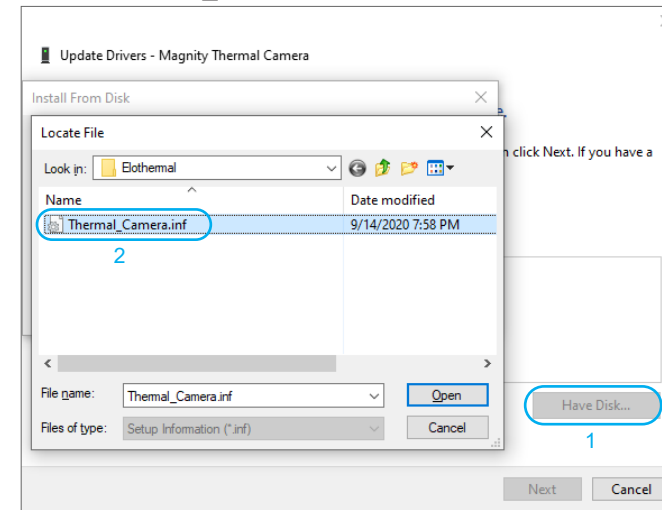 Update Drivers - Magnity Thermal Camera
Install From Disk
Locate File
n click Next. If you have a
Look in: Elothermal
Name Date modified
Thermal_Camera.inf 9/14/2020 7:58 PM
2
File name: Thermal_Camera.inf Open
Have Disk...
Files of type: Setup Information (*.inf) Cancel
1
Next Cancel